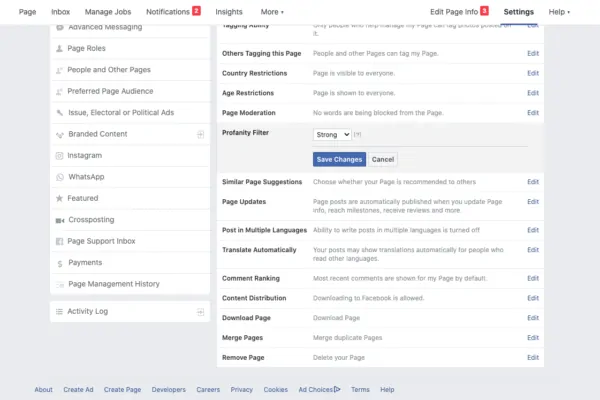 Page Inbox Manage Jobs Notifications 2 Insights More Edit Page Info 5 Settings Help
Advanced Messaging
Page Roles
People and Other Pages
Preferred Page Audience
Issue, Electoral or Political Ads
Branded Content
Instagram
WhatsApp
Featured
Crossposting
Page Support Inbox
Payments
Page Management History
Activity Log
Tagging Ability Only people who help manage my Page can tag photos posted on Edit
it.
Others Tagging this Page People and other Pages can tag my Page. Edit
Country Restrictions Page is visible to everyone. Edit
Age Restrictions Page is shown to everyone. Edit
Page Moderation No words are being blocked from the Page. Edit
Profanity Filter Strong [?]
Save Changes Cancel
Similar Page Suggestions Choose whether your Page is recommended to others Edit
Page Updates Page posts are automatically published when you update Page Edit
info, reach milestones, receive reviews and more
Post in Multiple Languages Ability to write posts in multiple languages is turned off Edit
Translate Automatically Your posts may show translations automatically for people who Edit
read other languages.
Comment Ranking Most recent comments are shown for my Page by default. Edit
Content Distribution Downloading to Facebook is allowed. Edit
Download Page Download Page Edit
Merge Pages Merge duplicate Pages Edit
Remove Page Delete your Page Edit
About Create Ad Create Page Developers Careers Privacy Cookies Ad Choices Terms Help